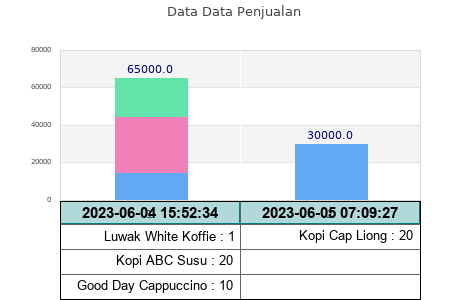 Data Data Penjualan
80000
65000.0
60000
40000
30000.0
20000
0
2023-06-04 15:52:34 2023-06-05 07:09:27
Luwak White Koffie : 1 Kopi Cap Liong : 20
Kopi ABC Susu : 20
Good Day Cappuccino : 10